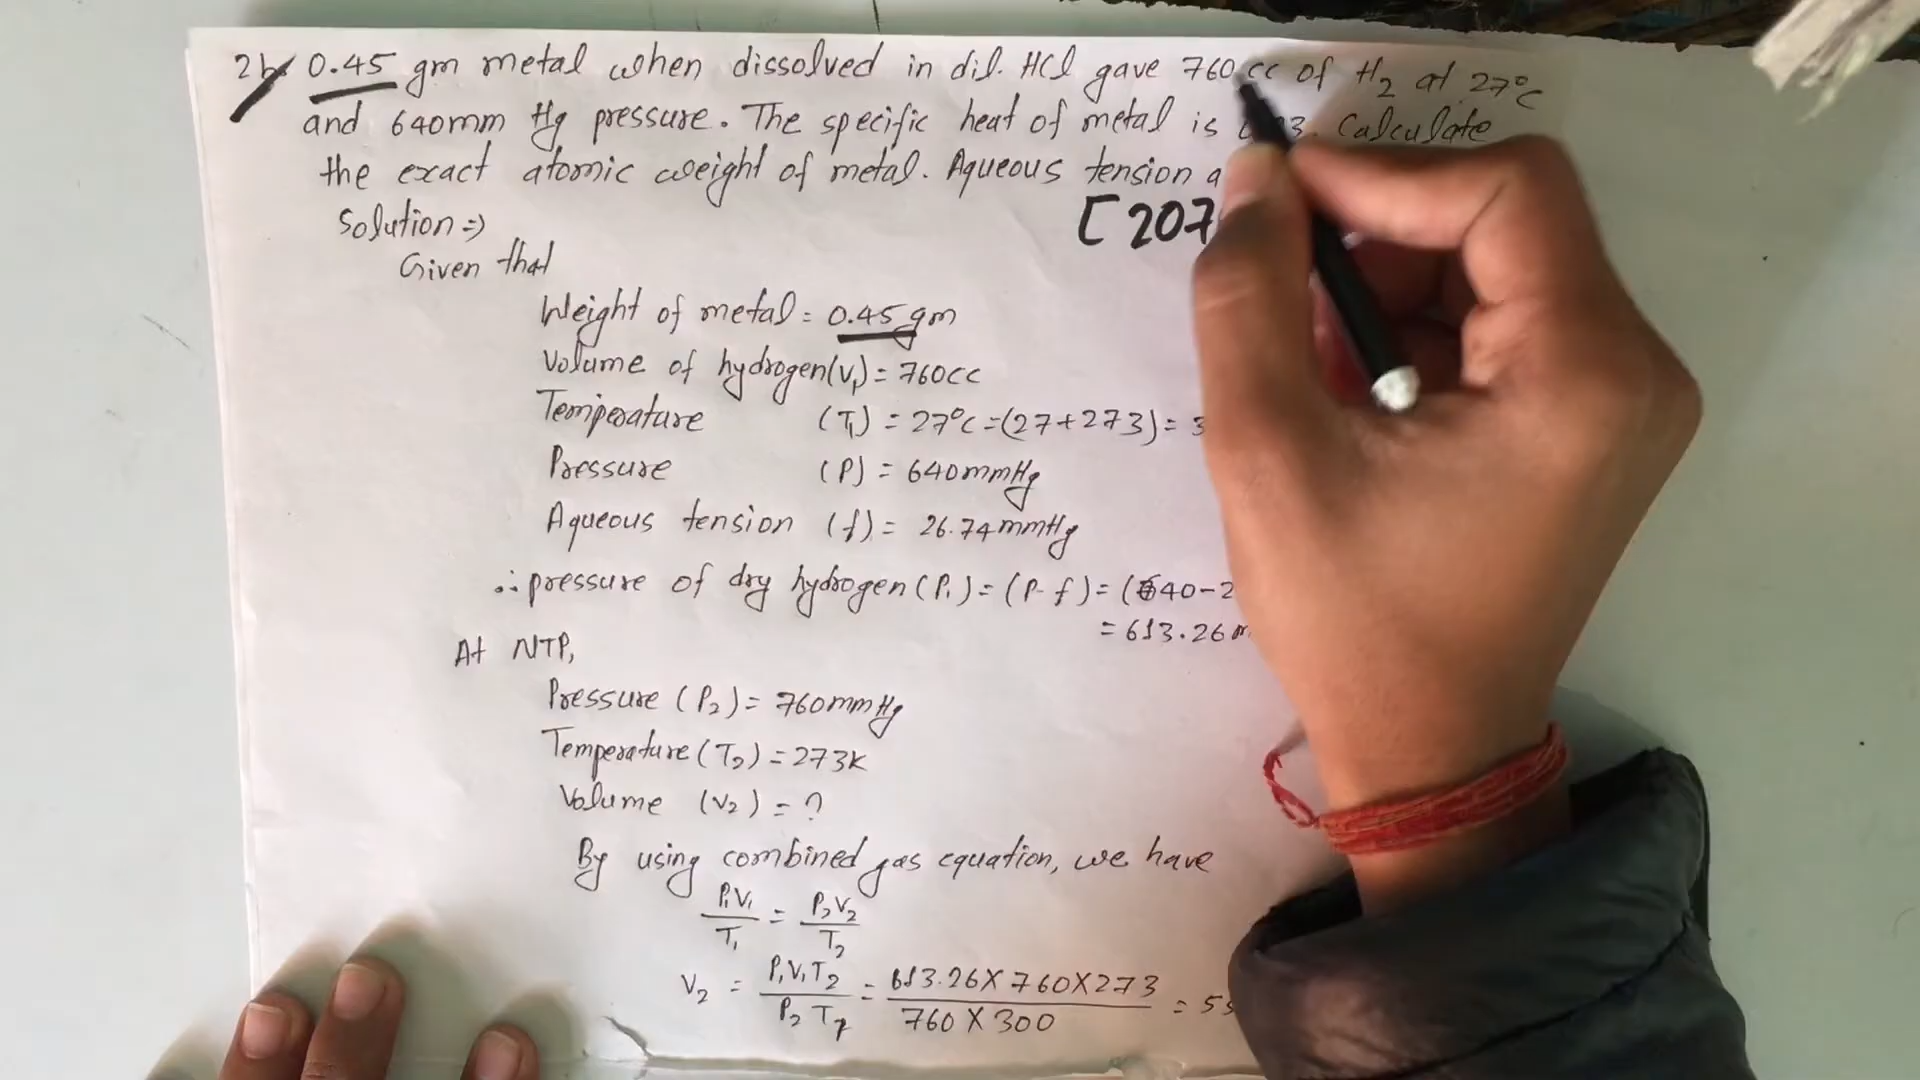 0.45 gm metal when dissolved in dil. HCl gave 760 cc of H₂ at 27°C
and 640mm Hg pressure. The specific heat of metal is Calculate
the exact atomic weight of metal. Aqueous tension
[207
Solution ⇒
Given that
Weight of metal = 0.45 gm
Volume of hydrogen(V₁) = 760cc
Temperature (T₁) = 27°C = (27+273) = 3
Pressure (P) = 640mmHg
Aqueous tension (f) = 26.74mmHg
∴ pressure of dry hydrogen (P₁) = (P-f) = (640-2
= 613.26
At NTP,
Pressure (P₂) = 760mmHg
Temperature (T₂) = 273K
Volume (V₂) = ?
By using combined gas equation, we have
P₁V₁/T₁ = P₂V₂/T₂
V₂ = P₁V₁T₂/P₂T₁ = 613.26 X 760 X 273/760 X 300 = 55